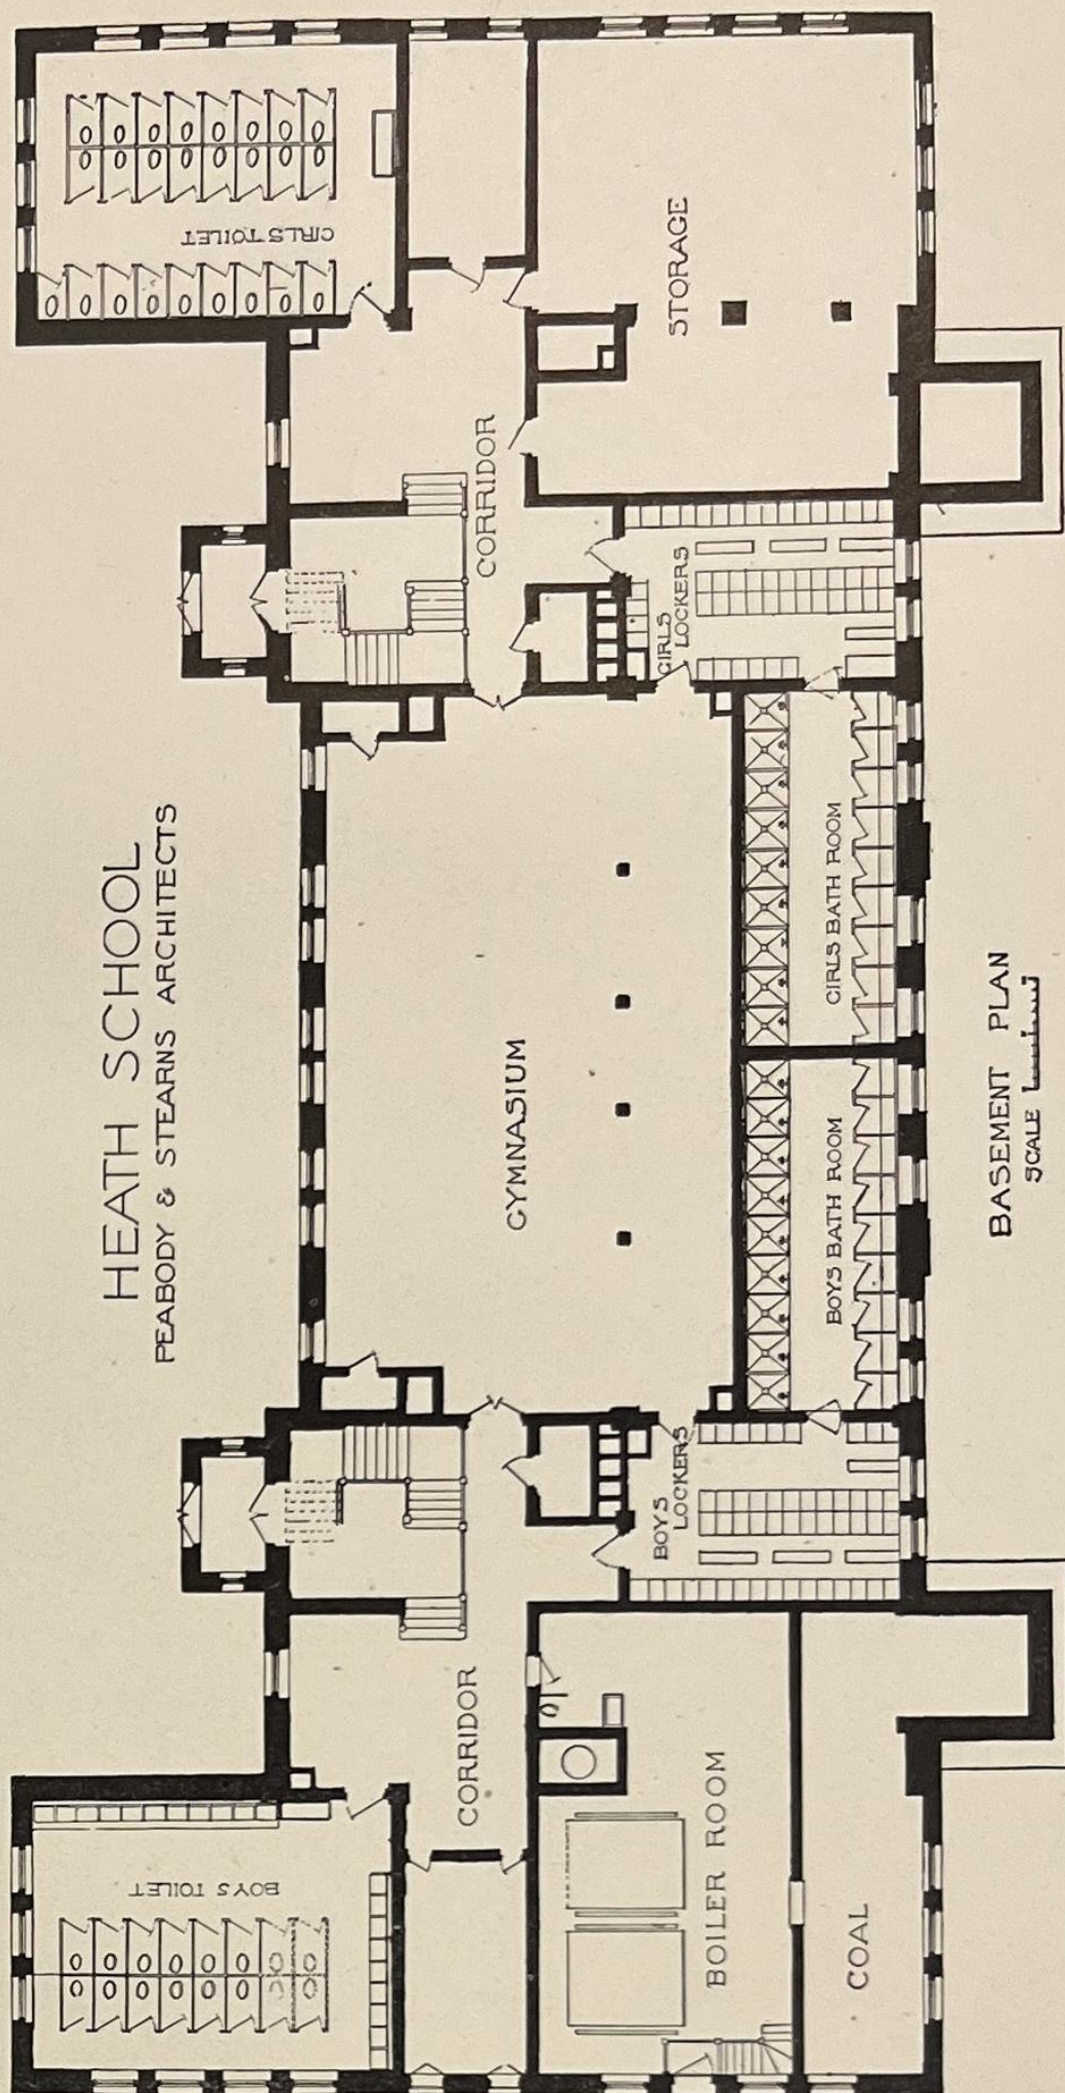 HEATH SCHOOL
PEABODY & STEARNS ARCHITECTS
GIRLS TOILET
STORAGE
CORRIDOR
GIRLS
LOCKERS
GYMNASIUM
GIRLS BATH ROOM
BOYS BATH ROOM
BOYS
LOCKERS
CORRIDOR
BOYS TOILET
BOILER ROOM
COAL
BASEMENT PLAN
SCALE